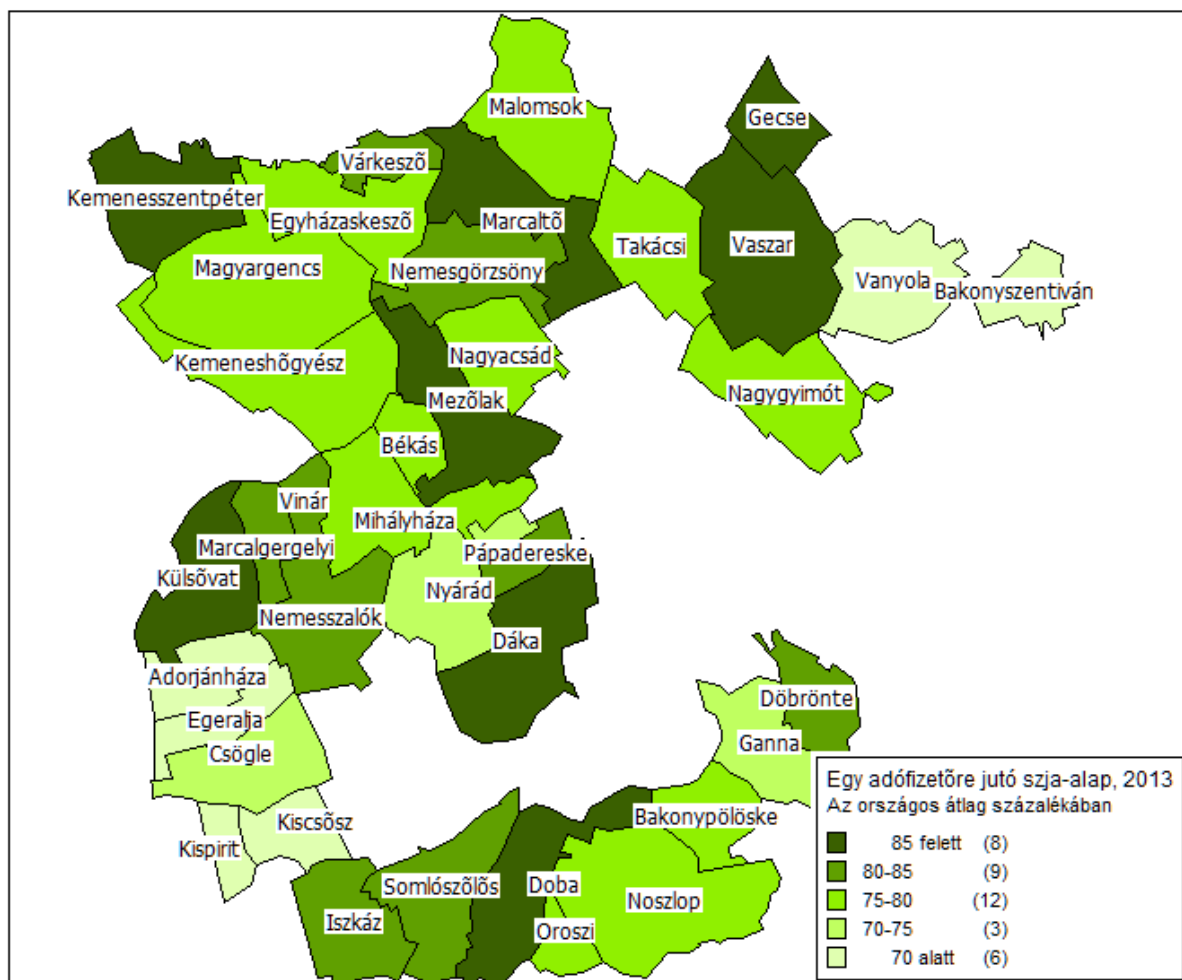 Malomsok
Gecse
Várkeszõ
Kemenesszentpéter
Egyházaskeszõ
Marcaltõ
Takácsi
Vaszar
Magyargencs
Nemesgörzsöny
Vanyola
Bakonyszentiván
Kemeneshõgyész
Nagyacsád
Nagygyimót
Mezõlak
Békás
Vinár
Mihályháza
Marcalgergelyi
Pápadereske
Külsõvat
Nyárád
Nemesszalók
Dáka
Adorjánháza
Döbrönte
Egeralja
Ganna
Csögle
Kiscsõsz
Bakonypölöske
Kispirit
Somlószõlõs
Doba
Noszlop
Iszkáz
Oroszi
Egy adófizetõre jutó szja-alap, 2013
Az országos átlag százalékában
85 felett (8)
80-85 (9)
75-80 (12)
70-75 (3)
70 alatt (6)